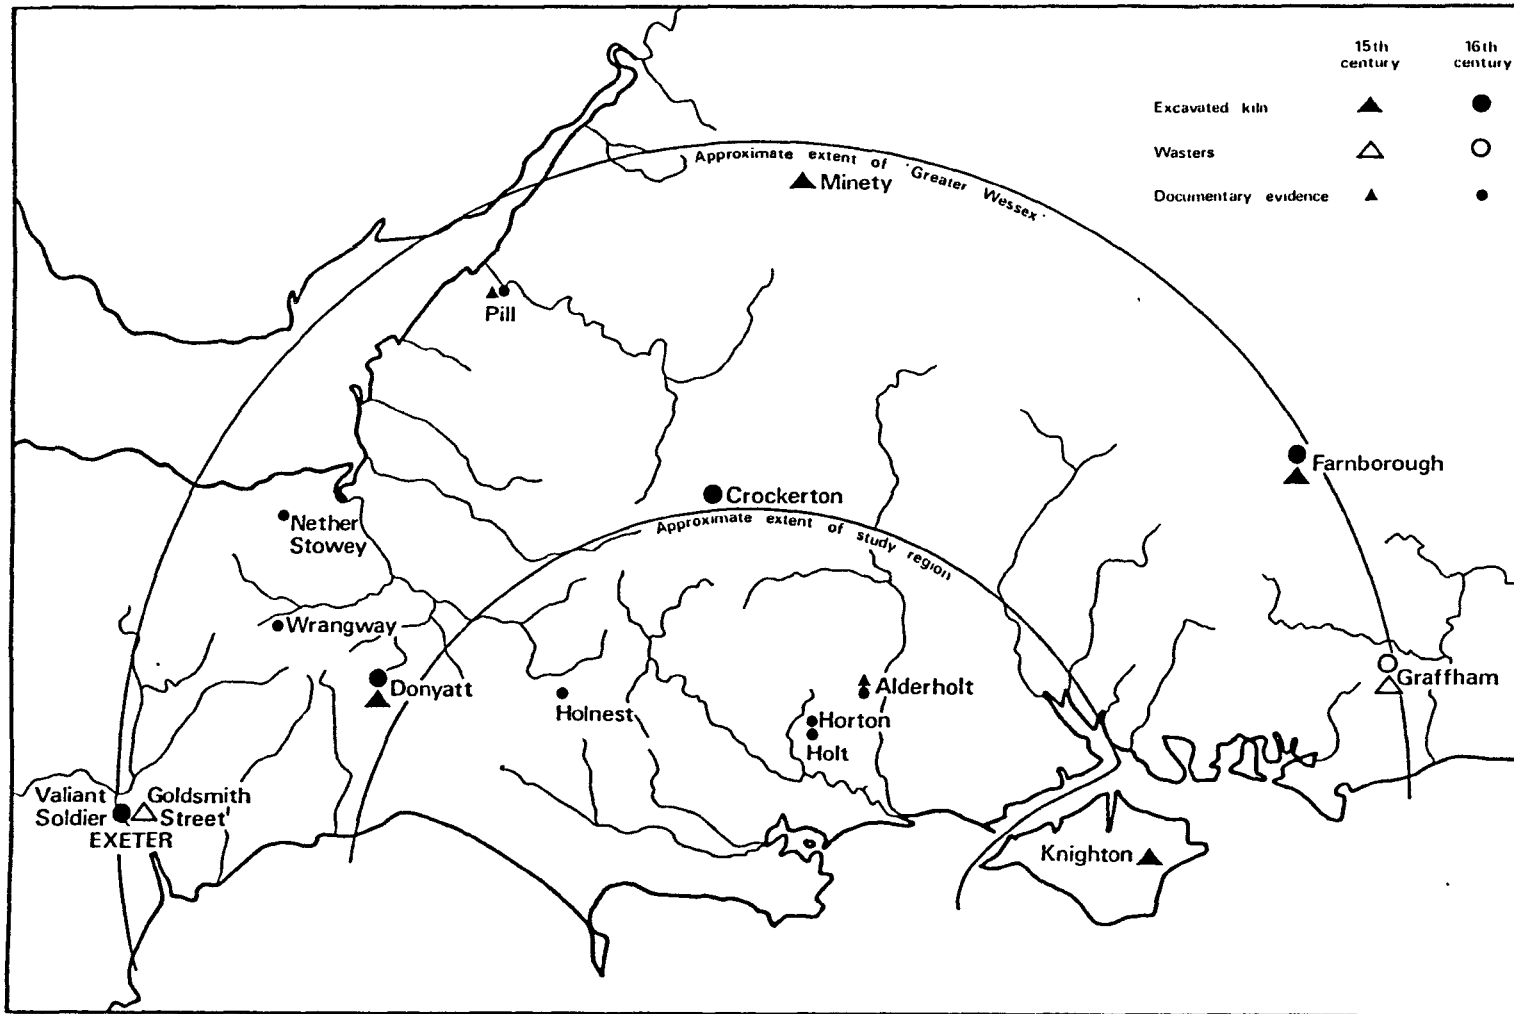 15th
century
16th
century
Excavated kiln
Wasters
Documentary evidence
Approximate extent of 'Greater Wessex'
Minety
Pill
Farnborough
Crockerton
Approximate extent of study region
Nether
Stowey
Wrangway
Donyatt
Holnest
Alderholt
Horton
Holt
Graffham
Valiant
Soldier
Goldsmith
Street
EXETER
Knighton